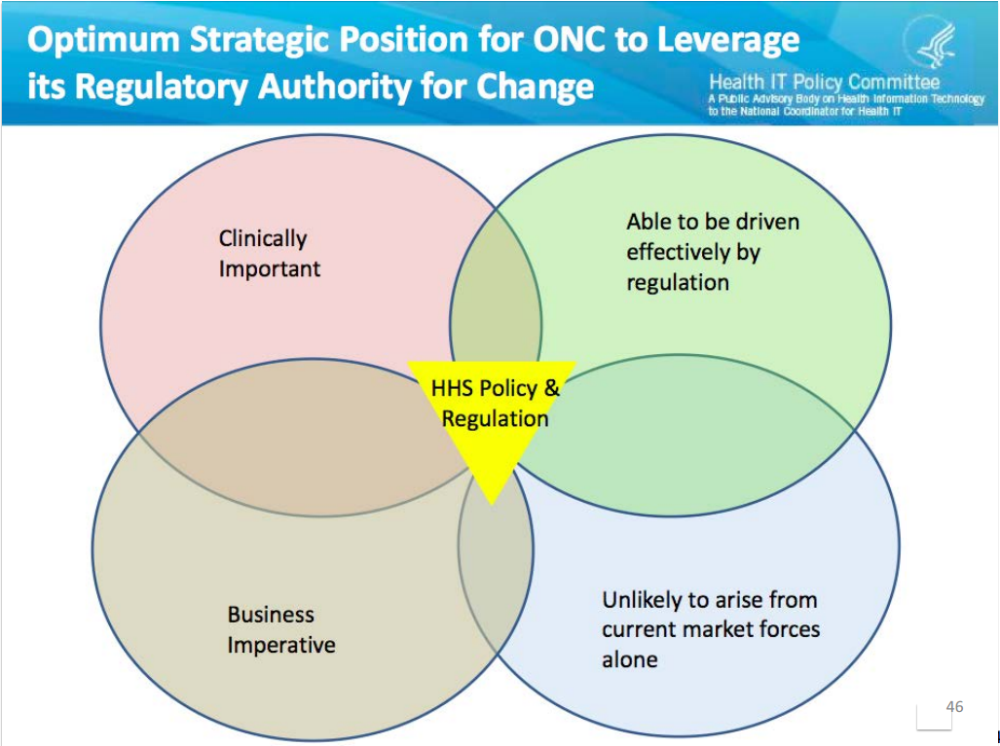 Optimum Strategic Position for ONC to Leverage
its Regulatory Authority for Change
Health IT Policy Committee
A Public Advisory Body on Health Information Technology
to the National Coordinator for Health IT
Clinically
Important
Able to be driven
effectively by
regulation
HHS Policy &
Regulation
Business
Imperative
Unlikely to arise from
current market forces
alone
46